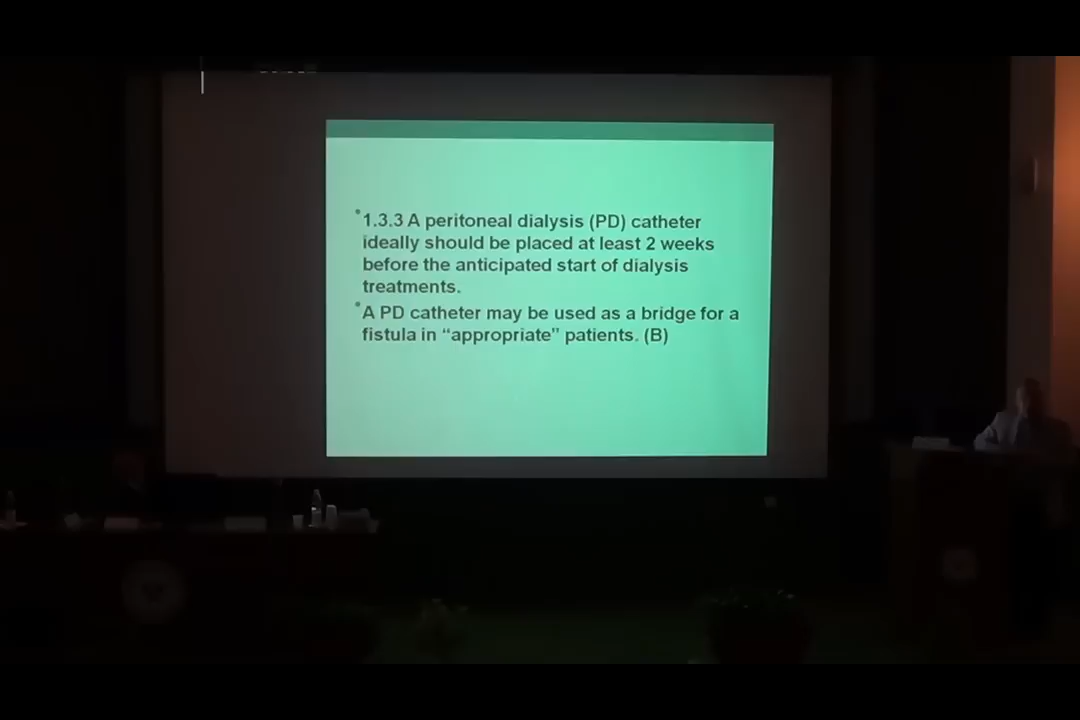 1.3.3 A peritoneal dialysis (PD) catheter
ideally should be placed at least 2 weeks
before the anticipated start of dialysis
treatments.
A PD catheter may be used as a bridge for a
fistula in “appropriate” patients. (B)